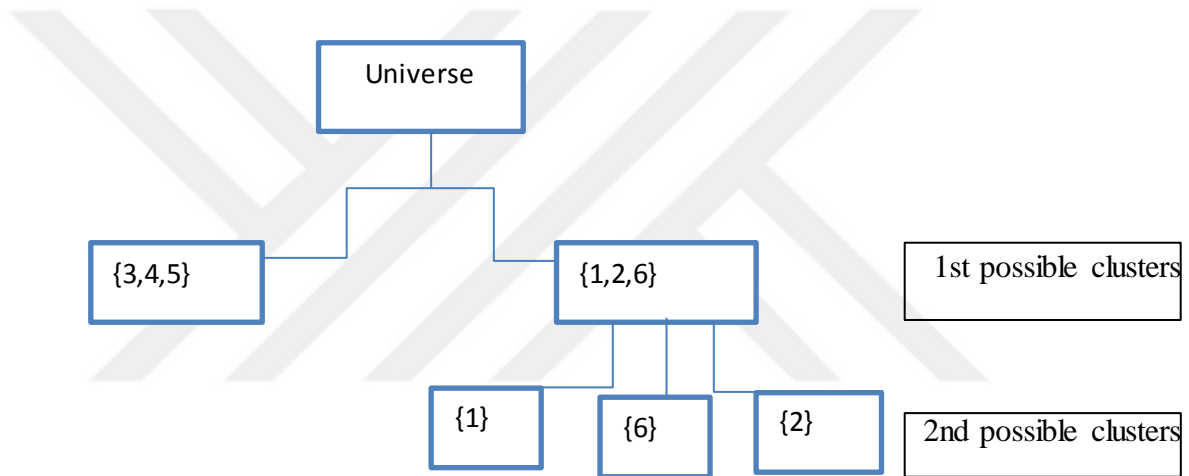 Universe
{3,4,5}
{1,2,6}
1st possible clusters
{1}
{6}
{2}
2nd possible clusters